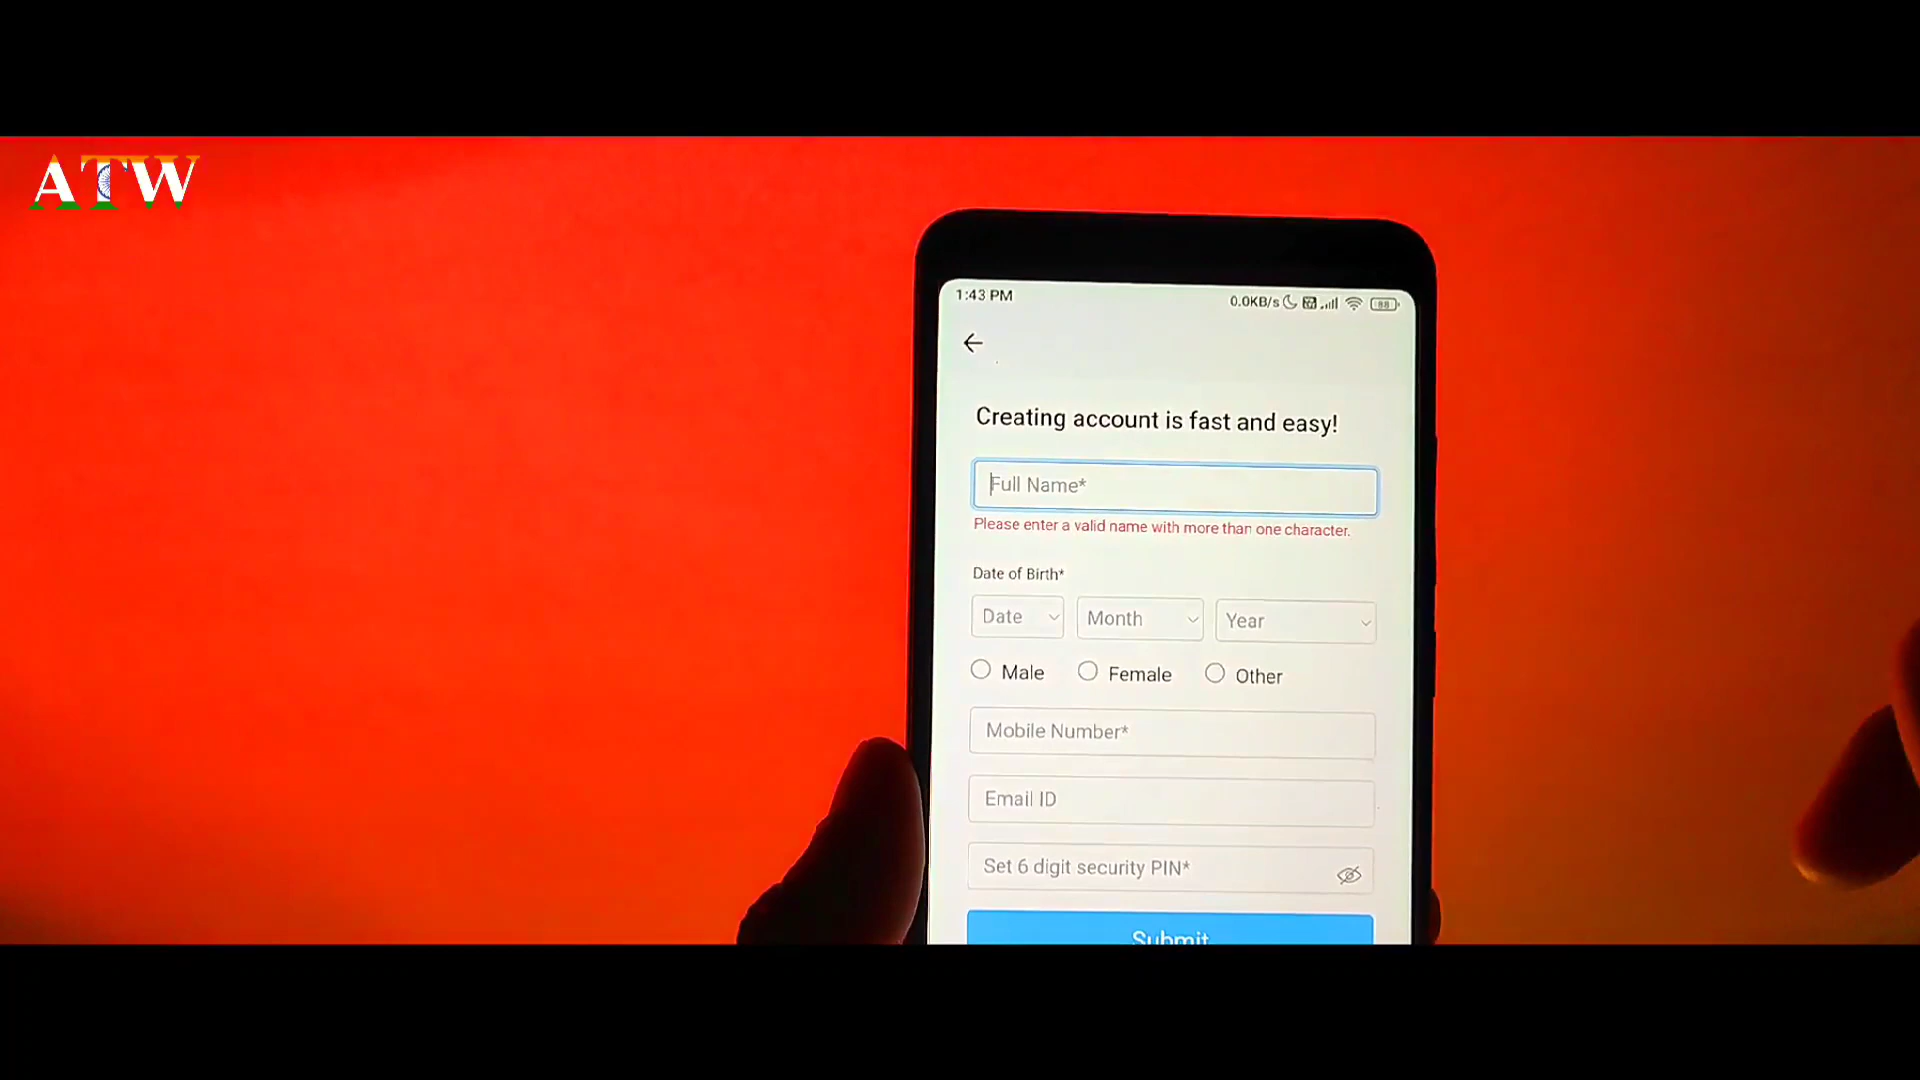 ATW
1:43 PM
0.0KB/s 88
Creating account is fast and easy!
Full Name*
Please enter a valid name with more than one character.
Date of Birth*
Date Month Year
Male Female Other
Mobile Number*
Email ID
Set 6 digit security PIN*
Submit